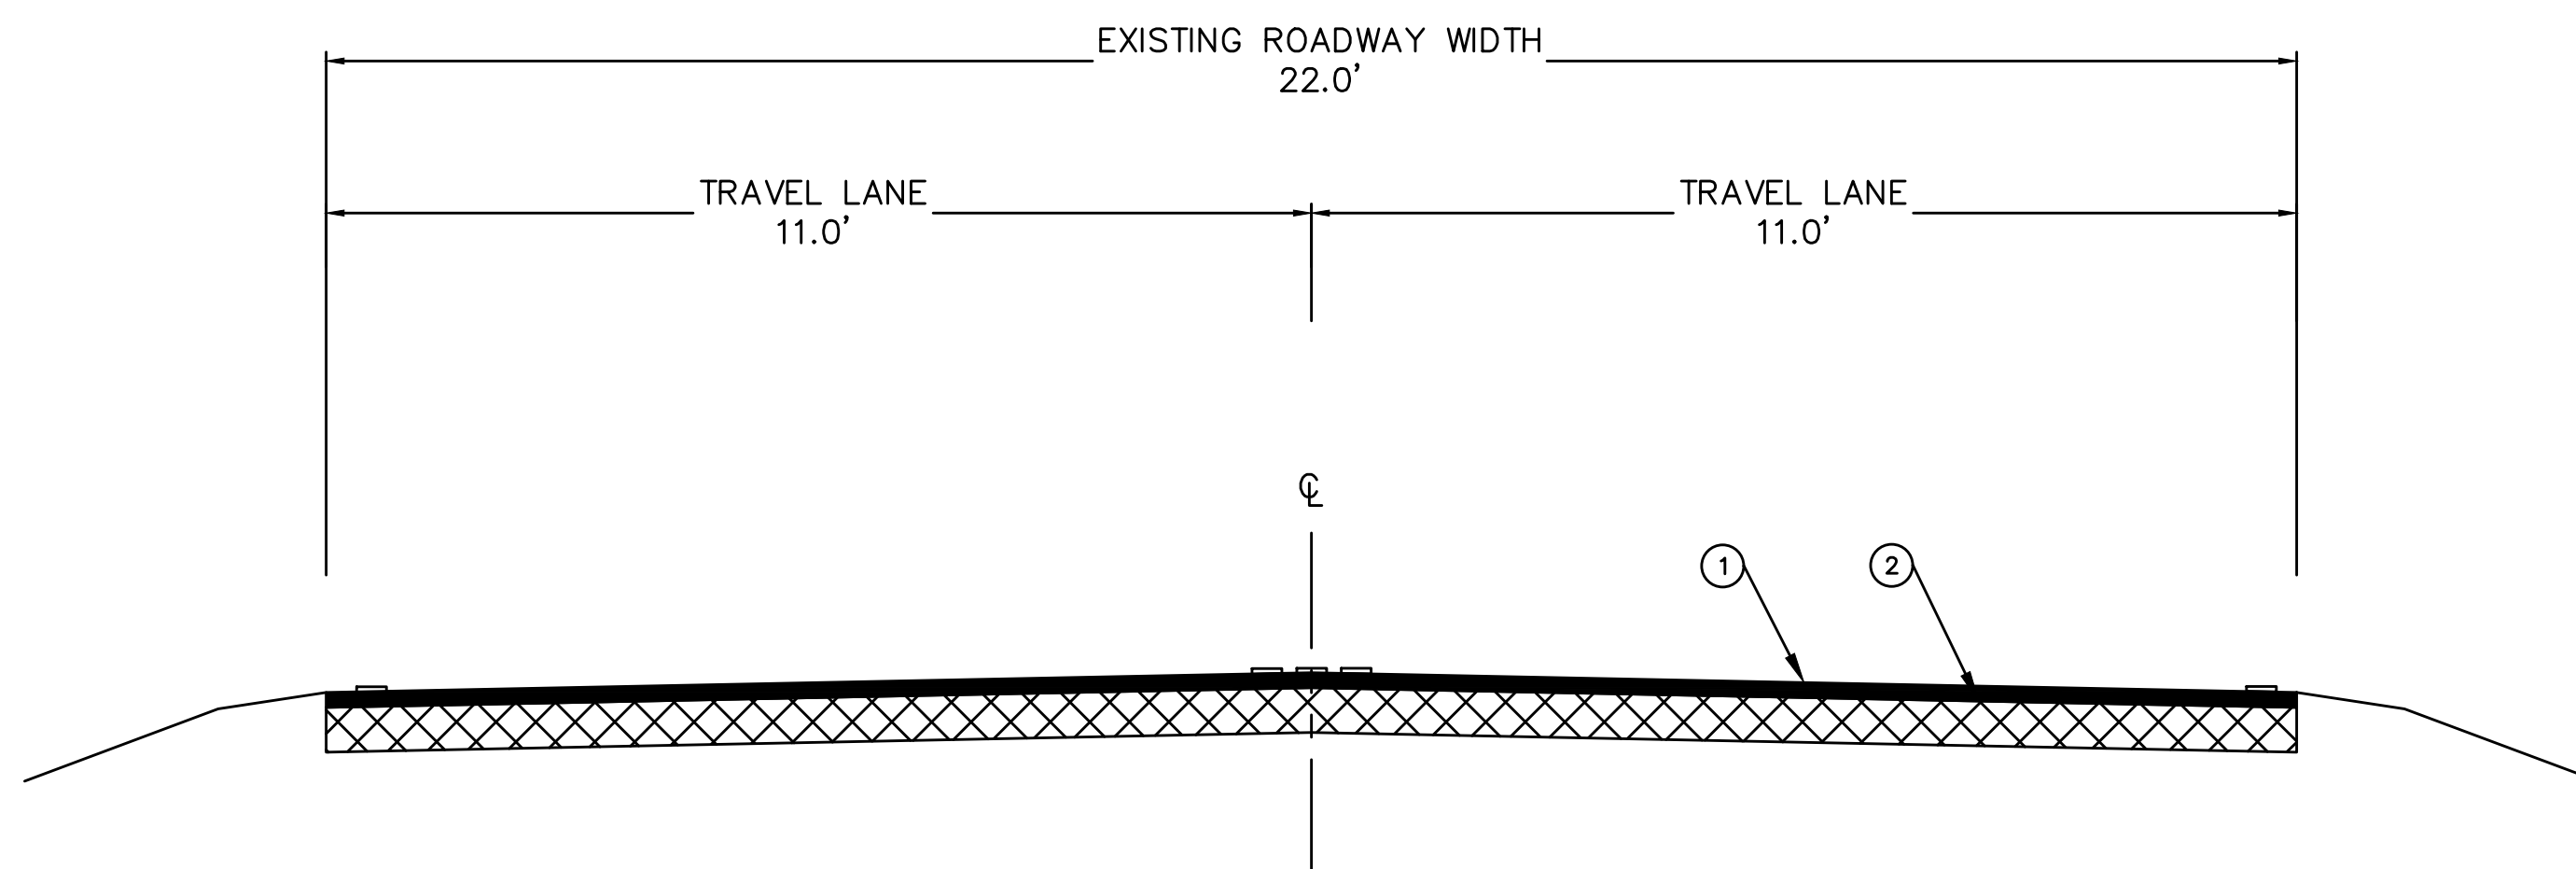 EXISTING ROADWAY WIDTH
22.0'
TRAVEL LANE
11.0'
TRAVEL LANE
11.0'
℄
1
2